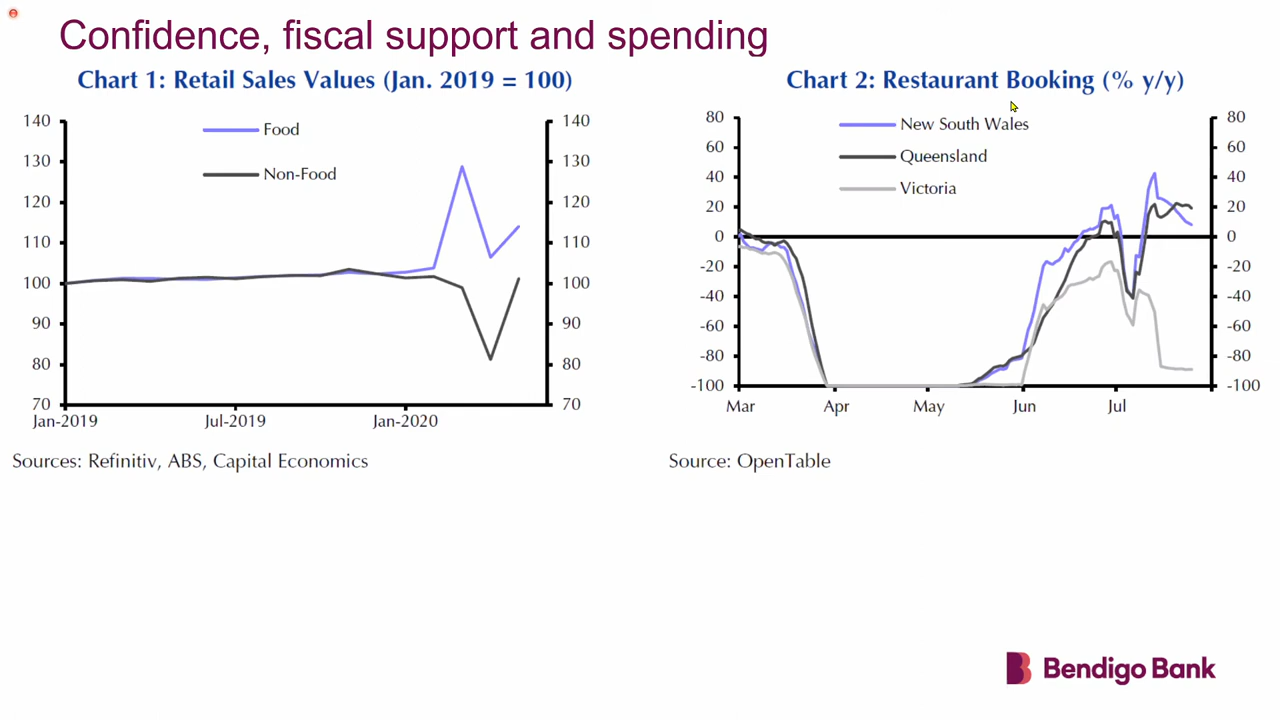 Confidence, fiscal support and spending
Chart 1: Retail Sales Values (Jan. 2019 = 100)
140
130
120
110
100
90
80
70
Food
Non-Food
140
130
120
110
100
90
80
70
Jan-2019
Jul-2019
Jan-2020
Sources: Refinitiv, ABS, Capital Economics
Chart 2: Restaurant Booking (% y/y)
80
60
40
20
0
-20
-40
-60
-80
-100
New South Wales
Queensland
Victoria
80
60
40
20
0
-20
-40
-60
-80
-100
Mar
Apr
May
Jun
Jul
Source: OpenTable
Bendigo Bank